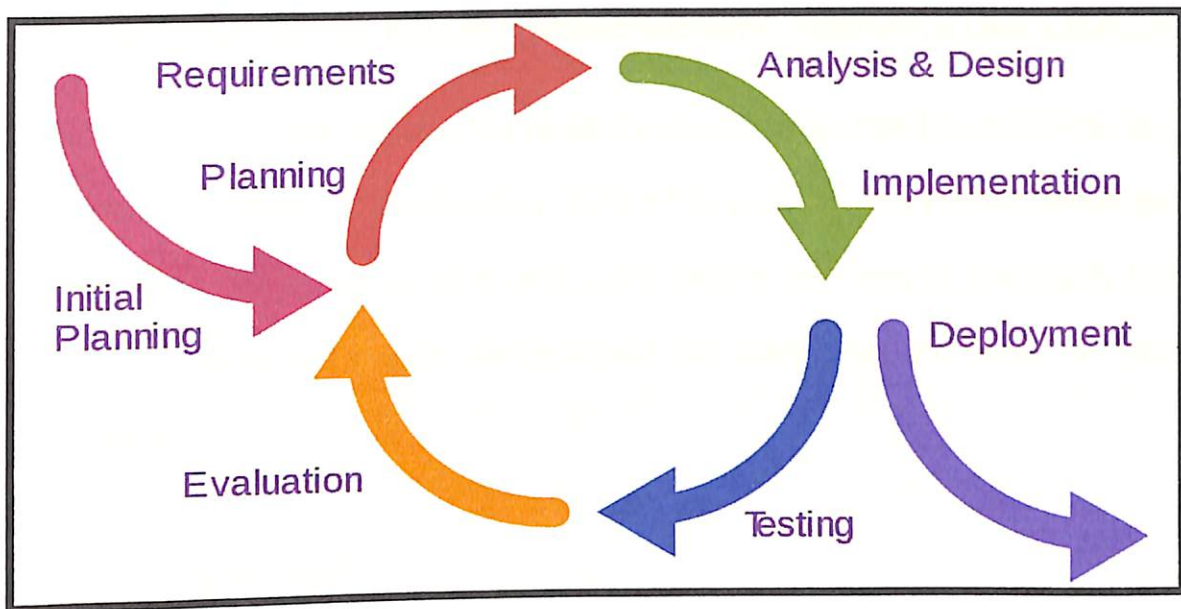 Requirements
Analysis & Design
Planning
Implementation
Initial
Planning
Deployment
Evaluation
Testing